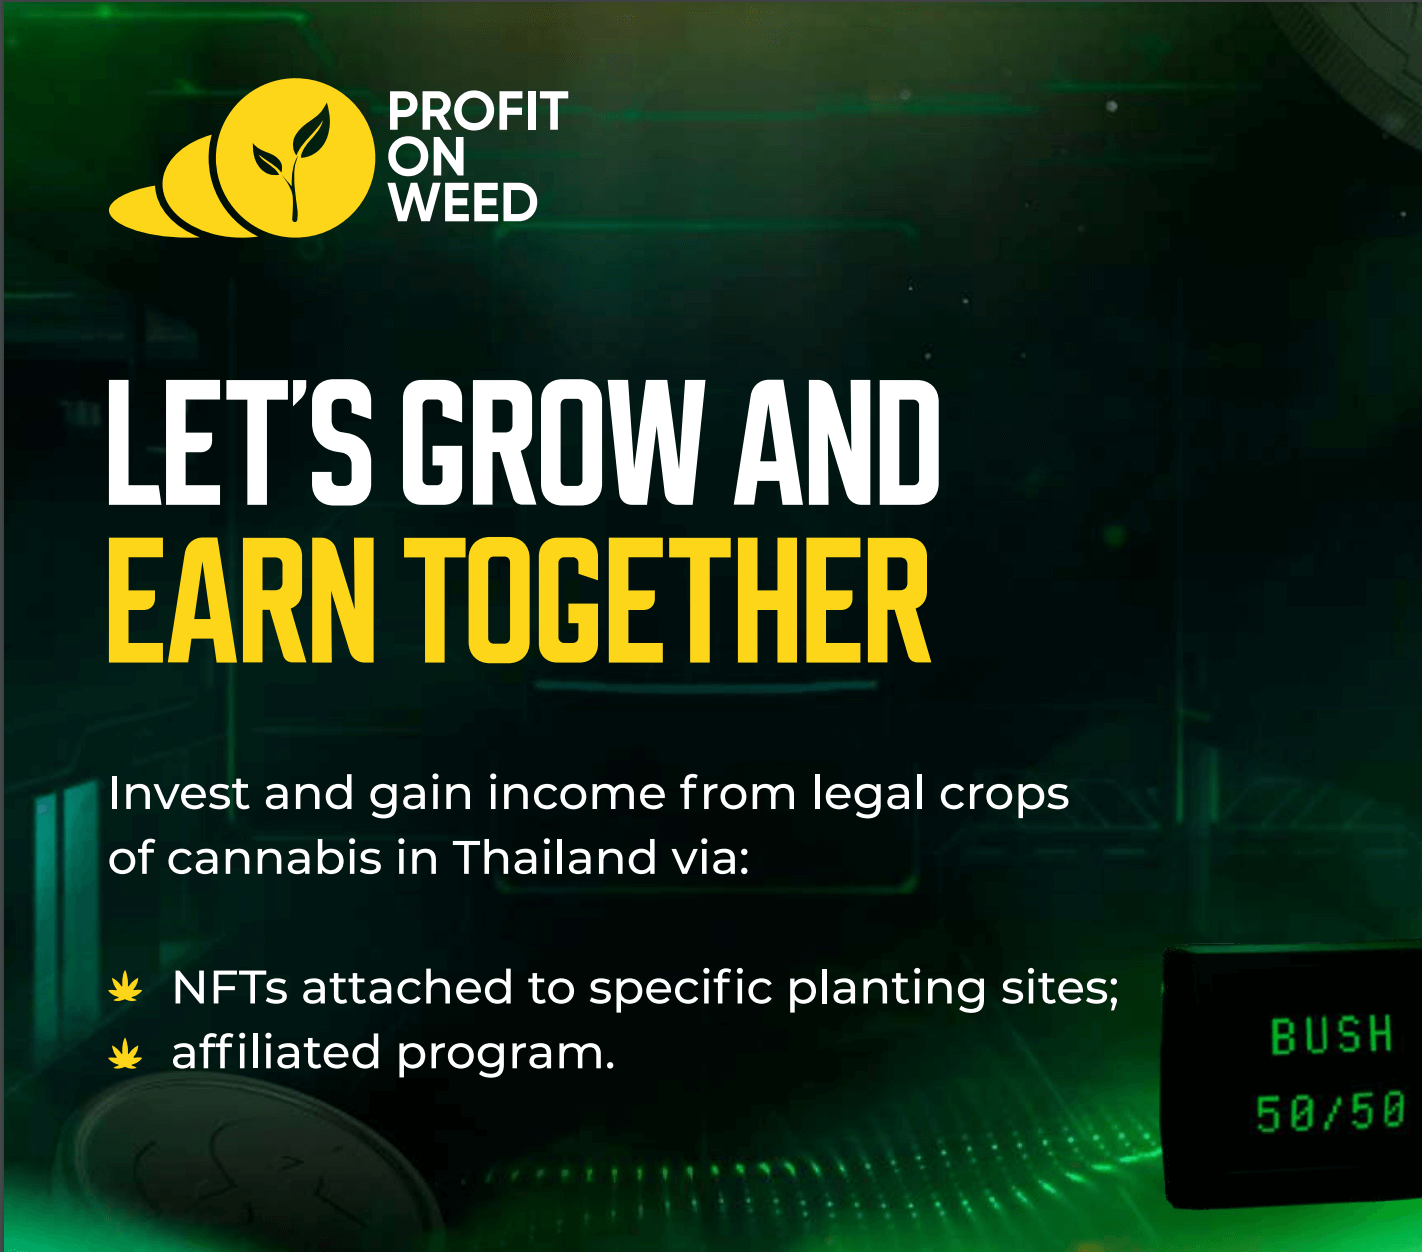 PROFIT
ON
WEED
LET'S GROW AND
EARN TOGETHER
Invest and gain income from legal crops
of cannabis in Thailand via:
NFTs attached to specific planting sites;
affiliated program.
BUSH
50/50